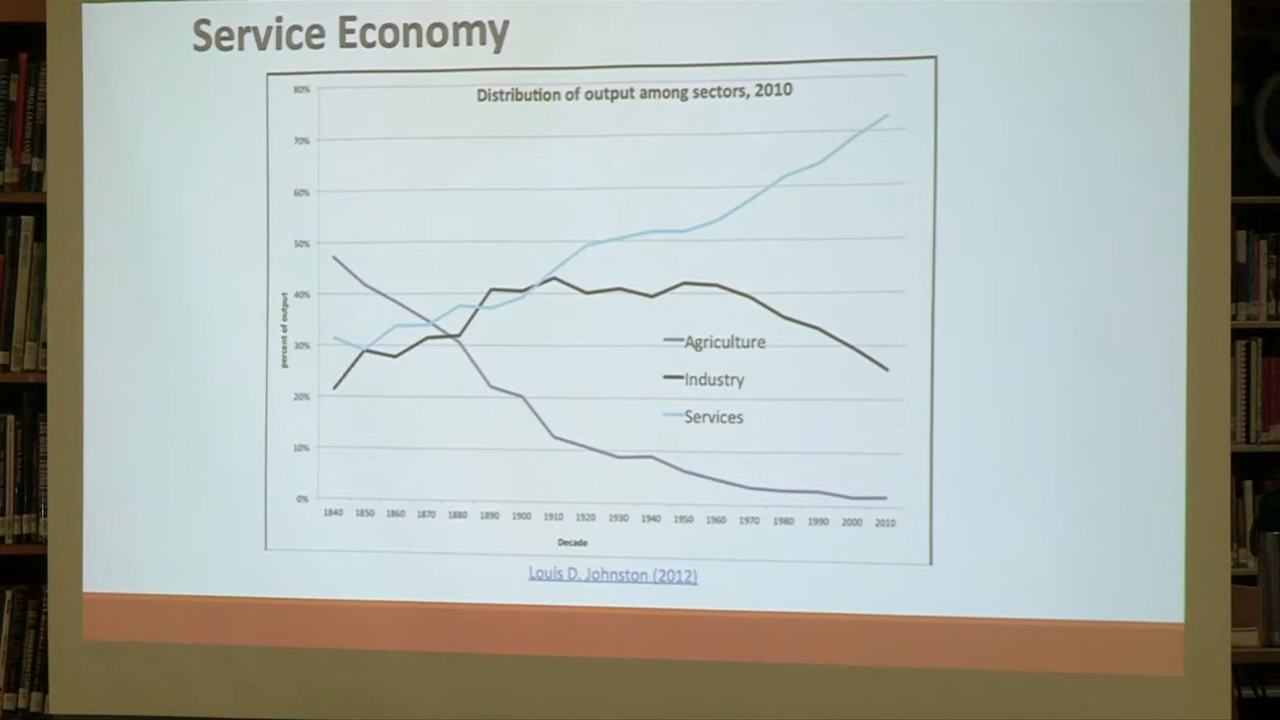 Service Economy
Distribution of output among sectors, 2010
80%
70%
60%
50%
40%
30%
20%
10%
0%
percent of output
Agriculture
Industry
Services
1840 1850 1860 1870 1880 1890 1900 1910 1920 1930 1940 1950 1960 1970 1980 1990 2000 2010
Decade
Louis D. Johnston (2012)